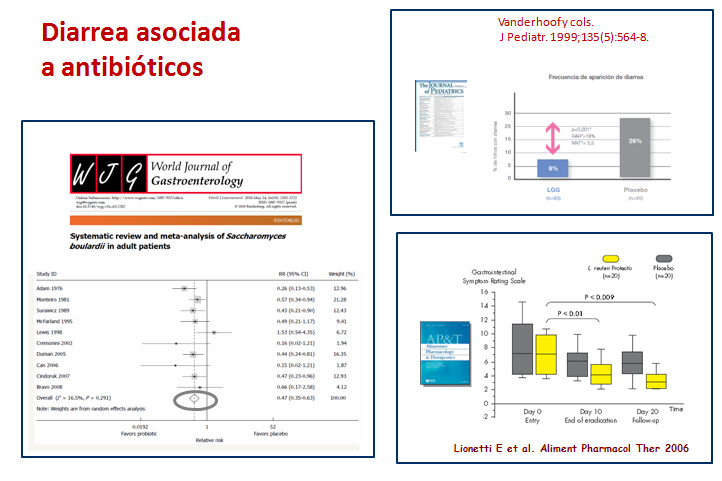 Diarrea asociada
a antibióticos
Vanderhoofy cols.
J Pediatr. 1999;135(5):564-8.
THE JOURNAL
OF PEDIATRICS
Frecuencia de aparición de diarrea
% de niños con diarrea
30
25
20
15
10
5
0
p<0,001*
RAR*=18%
NNT*= 5,5
8%
26%
LGG
Placebo
WJG
World Journal of
Gastroenterology
Systematic review and meta-analysis of Saccharomyces
boulardii in adult patients
Study ID RR (95% CI) Weight (%)
Adam 1976 0.26 (0.13-0.53) 12.96
Monteiro 1981 0.57 (0.34-0.94) 21.28
Surawicz 1989 0.43 (0.21-0.90) 12.43
McFarland 1995 0.49 (0.21-1.17) 9.41
Lewis 1998 1.53 (0.54-4.35) 6.72
Cremonini 2002 0.16 (0.02-1.21) 1.94
Duman 2005 0.44 (0.24-0.81) 16.35
Can 2006 0.15 (0.02-1.21) 1.87
Cindoruk 2007 0.47 (0.23-0.96) 12.93
Bravo 2008 0.66 (0.17-2.58) 4.12
Overall (I² = 16.5%, P = 0.291) 0.47 (0.35-0.63) 100.00
Note: Weights are from random effects analysis
0.0192 1 52
Favors probiotic Favors placebo
Relative risk
Gastrointestinal
Symptom Rating Scale
L. reuteri Protectis
(n=20)
Placebo
(n=20)
16
14
12
10
8
6
4
2
0
-2
P < 0.009
P < 0.01
Day 0
Entry
Day 10
End of eradication
Day 20
Follow-up
Time
AP&T
Alimentary
Pharmacology
& Therapeutics
Lionetti E et al. Aliment Pharmacol Ther 2006